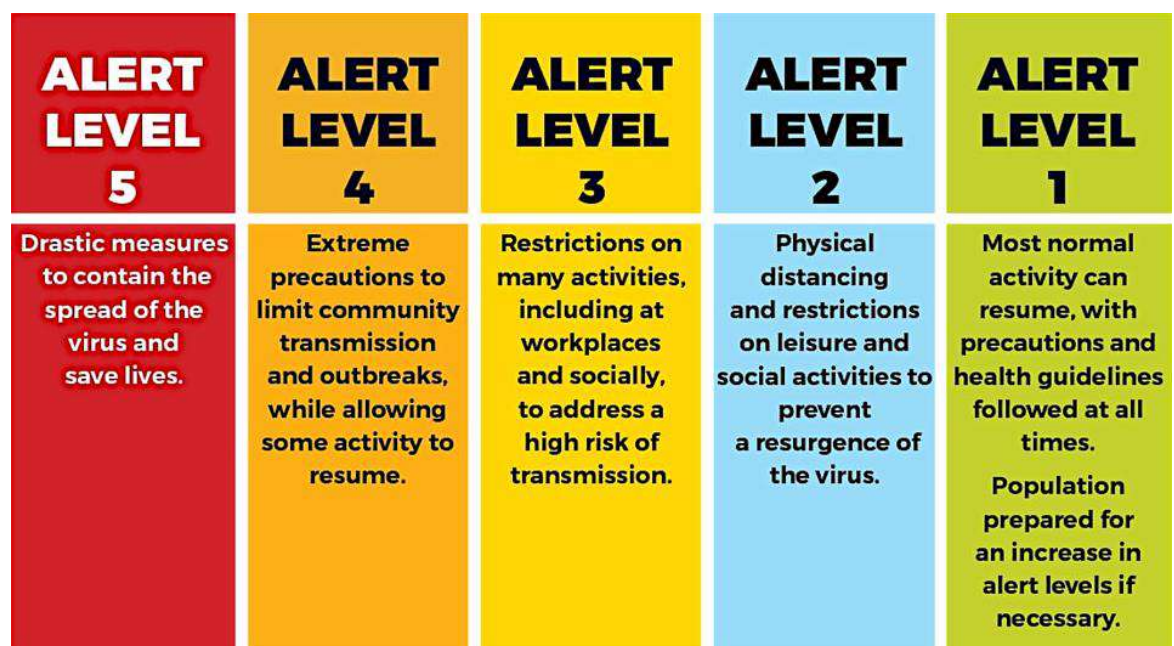 ALERT
LEVEL
5
Drastic measures
to contain the
spread of the
virus and
save lives.
ALERT
LEVEL
4
Extreme
precautions to
limit community
transmission
and outbreaks,
while allowing
some activity to
resume.
ALERT
LEVEL
3
Restrictions on
many activities,
including at
workplaces
and socially,
to address a
high risk of
transmission.
ALERT
LEVEL
2
Physical
distancing
and restrictions
on leisure and
social activities to
prevent
a resurgence of
the virus.
ALERT
LEVEL
1
Most normal
activity can
resume, with
precautions and
health guidelines
followed at all
times.
Population
prepared for
an increase in
alert levels if
necessary.